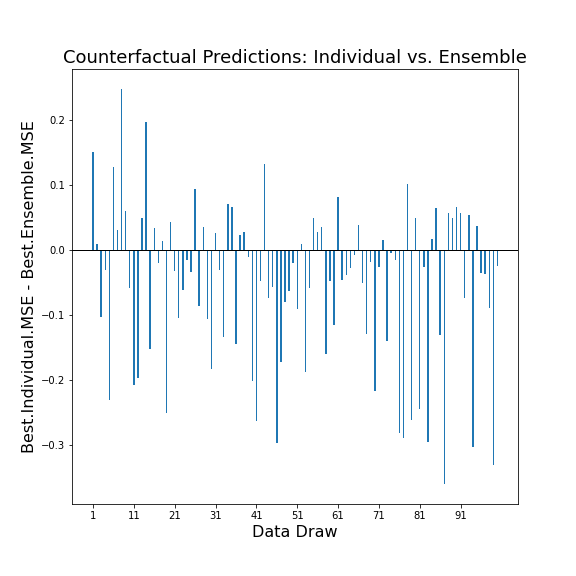 Counterfactual Predictions: Individual vs. Ensemble
Best.Individual.MSE - Best.Ensemble.MSE
0.2
0.1
0.0
−0.1
−0.2
−0.3
1 11 21 31 41 51 61 71 81 91
Data Draw